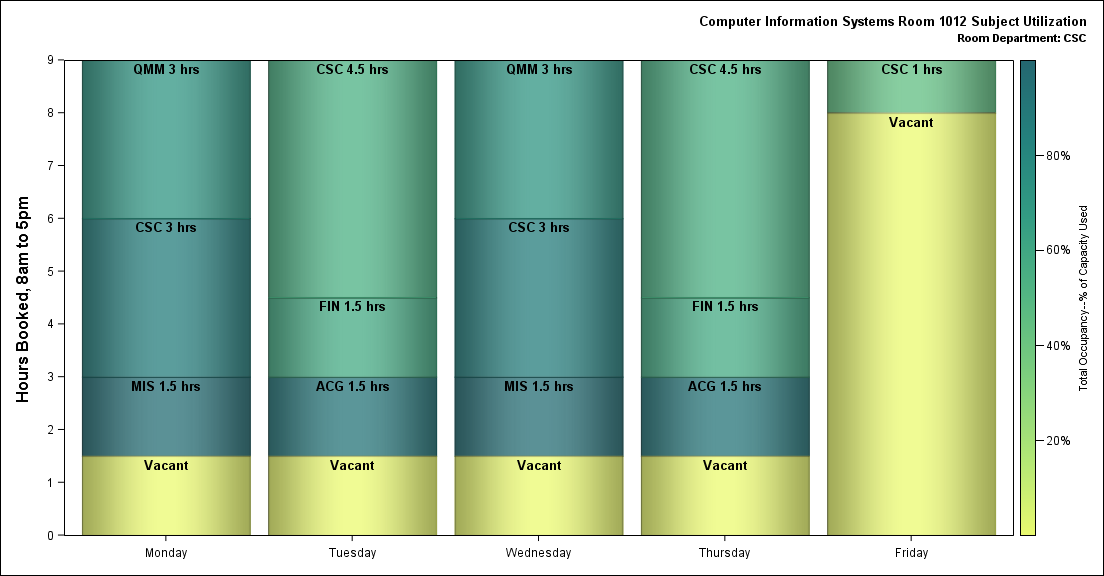 Computer Information Systems Room 1012 Subject Utilization
Room Department: CSC
Hours Booked, 8am to 5pm
9
8
7
6
5
4
3
2
1
0
QMM 3 hrs
CSC 3 hrs
MIS 1.5 hrs
Vacant
CSC 4.5 hrs
FIN 1.5 hrs
ACG 1.5 hrs
Vacant
QMM 3 hrs
CSC 3 hrs
MIS 1.5 hrs
Vacant
CSC 4.5 hrs
FIN 1.5 hrs
ACG 1.5 hrs
Vacant
CSC 1 hrs
Vacant
Monday
Tuesday
Wednesday
Thursday
Friday
80%
60%
40%
20%
Total Occupancy--% of Capacity Used